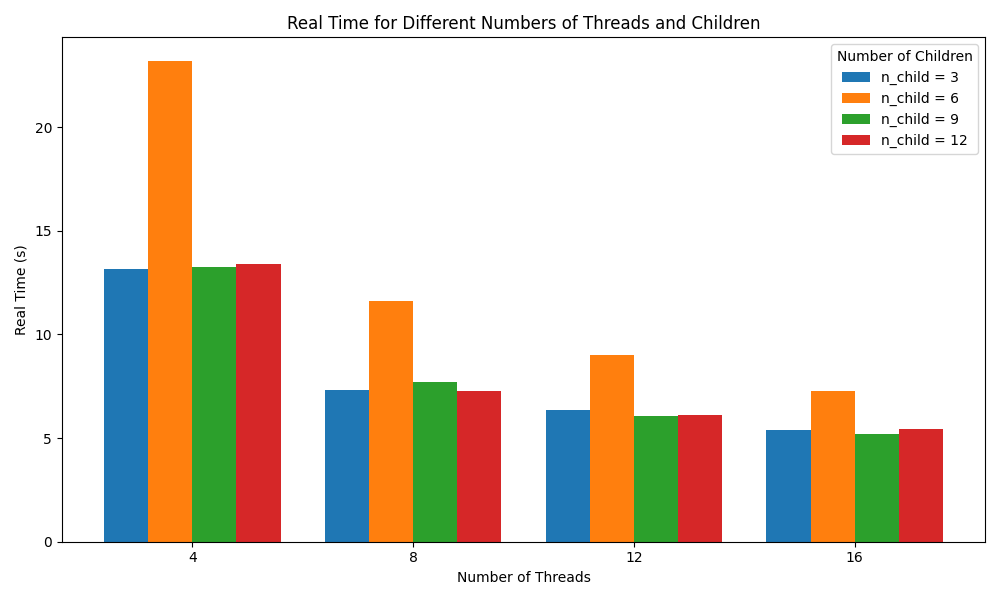 Real Time for Different Numbers of Threads and Children
Number of Children
n_child = 3
n_child = 6
n_child = 9
n_child = 12
Real Time (s)
20
15
10
5
0
4
8
12
16
Number of Threads